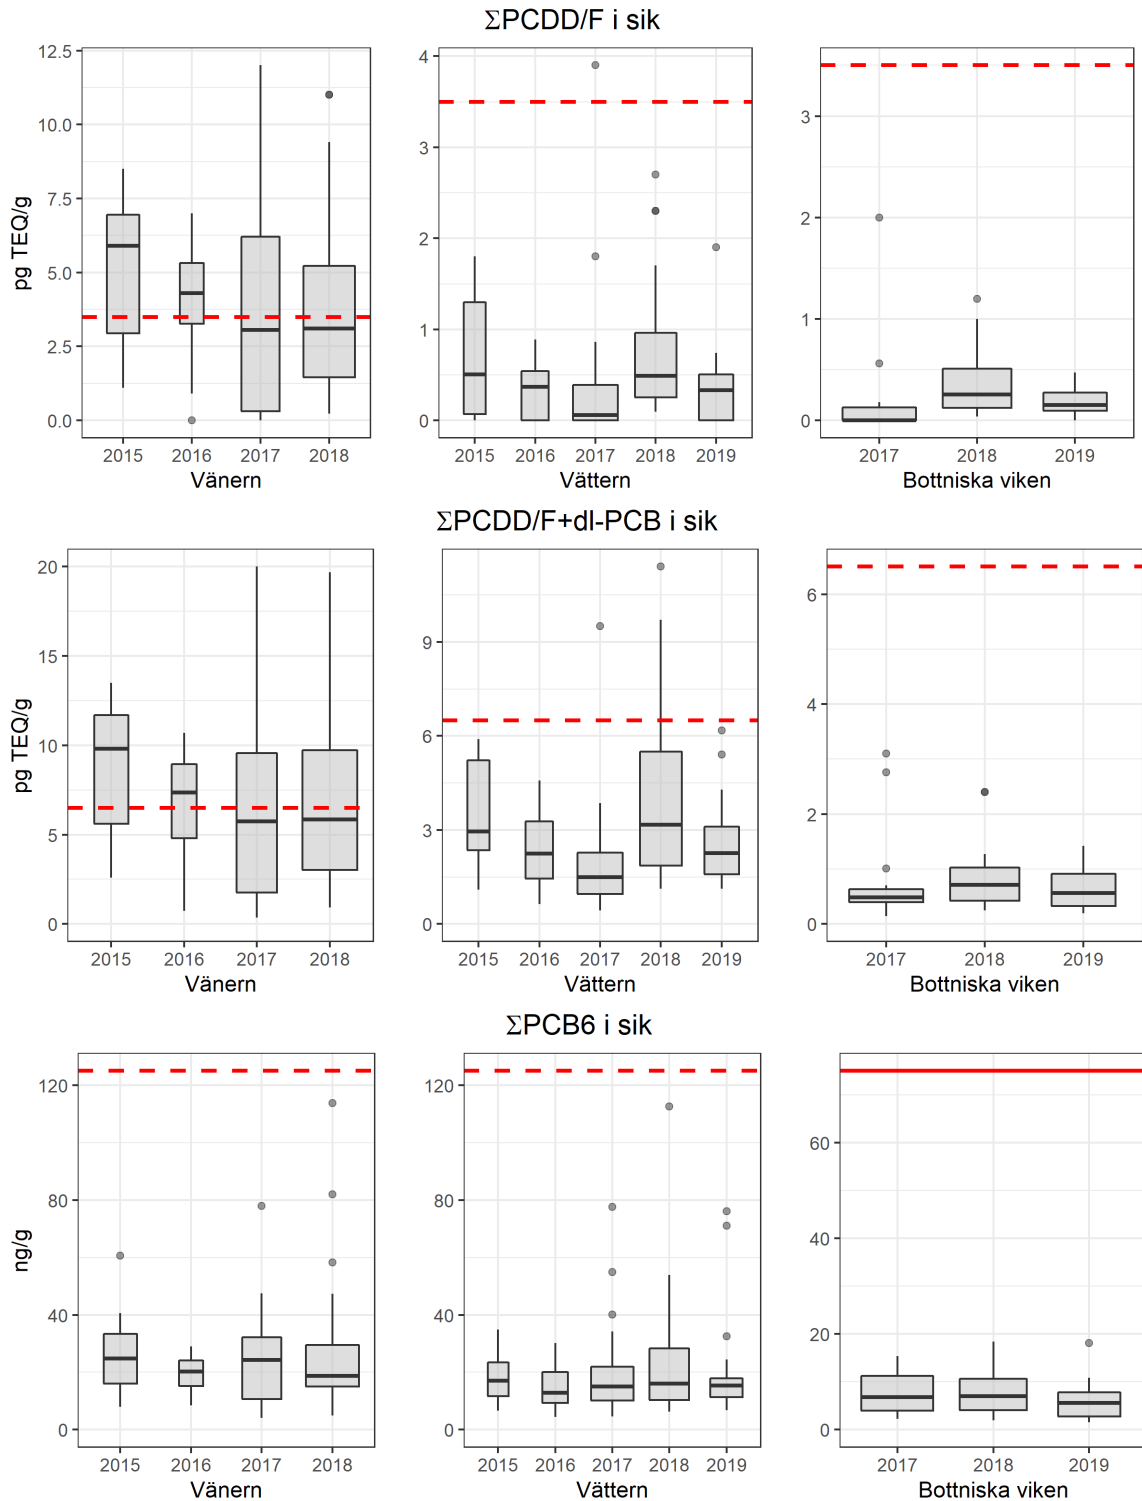 ΣPCDD/F i sik
pg TEQ/g
12.5
10.0
7.5
5.0
2.5
0.0
2015 2016 2017 2018
Vänern
4
3
2
1
0
2015 2016 2017 2018 2019
Vättern
3
2
1
0
2017 2018 2019
Bottniska viken
ΣPCDD/F+dl-PCB i sik
pg TEQ/g
20
15
10
5
0
2015 2016 2017 2018
Vänern
9
6
3
0
2015 2016 2017 2018 2019
Vättern
6
4
2
0
2017 2018 2019
Bottniska viken
ΣPCB6 i sik
ng/g
120
80
40
0
2015 2016 2017 2018
Vänern
120
80
40
0
2015 2016 2017 2018 2019
Vättern
60
40
20
0
2017 2018 2019
Bottniska viken